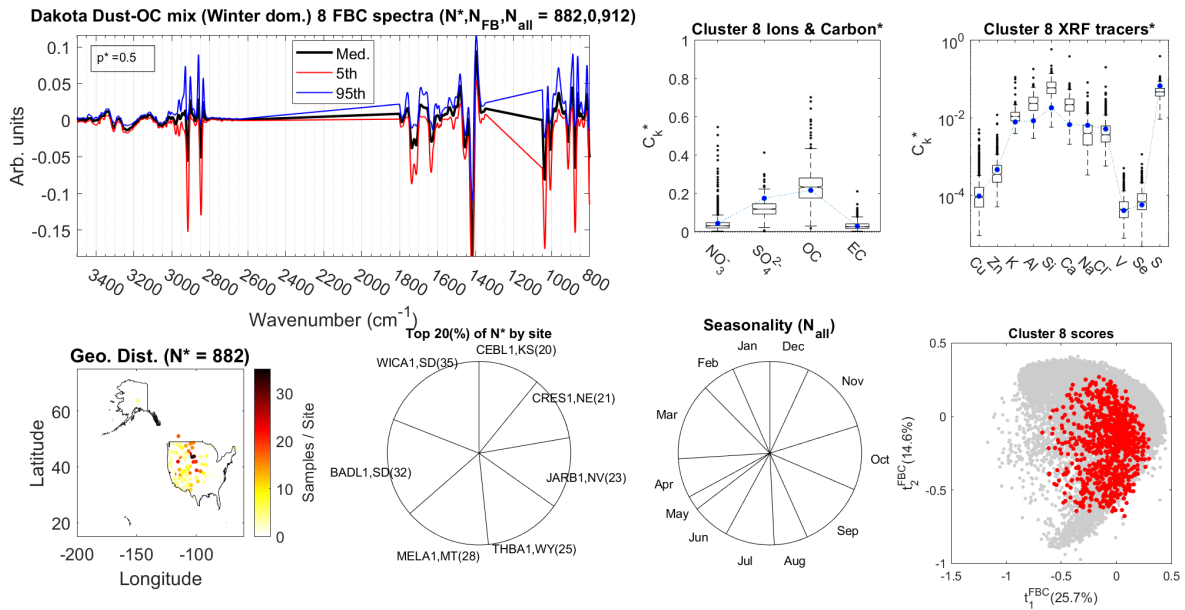 Dakota Dust-OC mix (Winter dom.) 8 FBC spectra (N*,N_FB,N_all = 882,0,912)
p* =0.5
Med.
5th
95th
0.1
0.05
0
-0.05
-0.1
-0.15
Arb. units
3400 3200 3000 2800 2600 2400 2200 2000 1800 1600 1400 1200 1000 800
Wavenumber (cm^-1)
Cluster 8 Ions & Carbon*
1
0.8
0.6
0.4
0.2
0
C_k^*
NO_3^- SO_4^2- OC EC
Cluster 8 XRF tracers*
10^0
10^-2
10^-4
C_k^*
Cu Zn K Al Si Ca Na Cl^- V Se S
Geo. Dist. (N* = 882)
60
40
20
Latitude
-200 -150 -100
Longitude
30
20
10
0
Samples / Site
Top 20(%) of N* by site
CEBL1,KS(20)
WICA1,SD(35)
CRES1,NE(21)
BADL1,SD(32)
JARB1,NV(23)
MELA1,MT(28)
THBA1,WY(25)
Seasonality (N_all)
Jan
Dec
Feb
Nov
Mar
Oct
Apr
May
Jun
Sep
Jul
Aug
Cluster 8 scores
0.5
0
-0.5
-1
t_2^FBC(14.6%)
-1.5 -1 -0.5 0 0.5
t_1^FBC(25.7%)